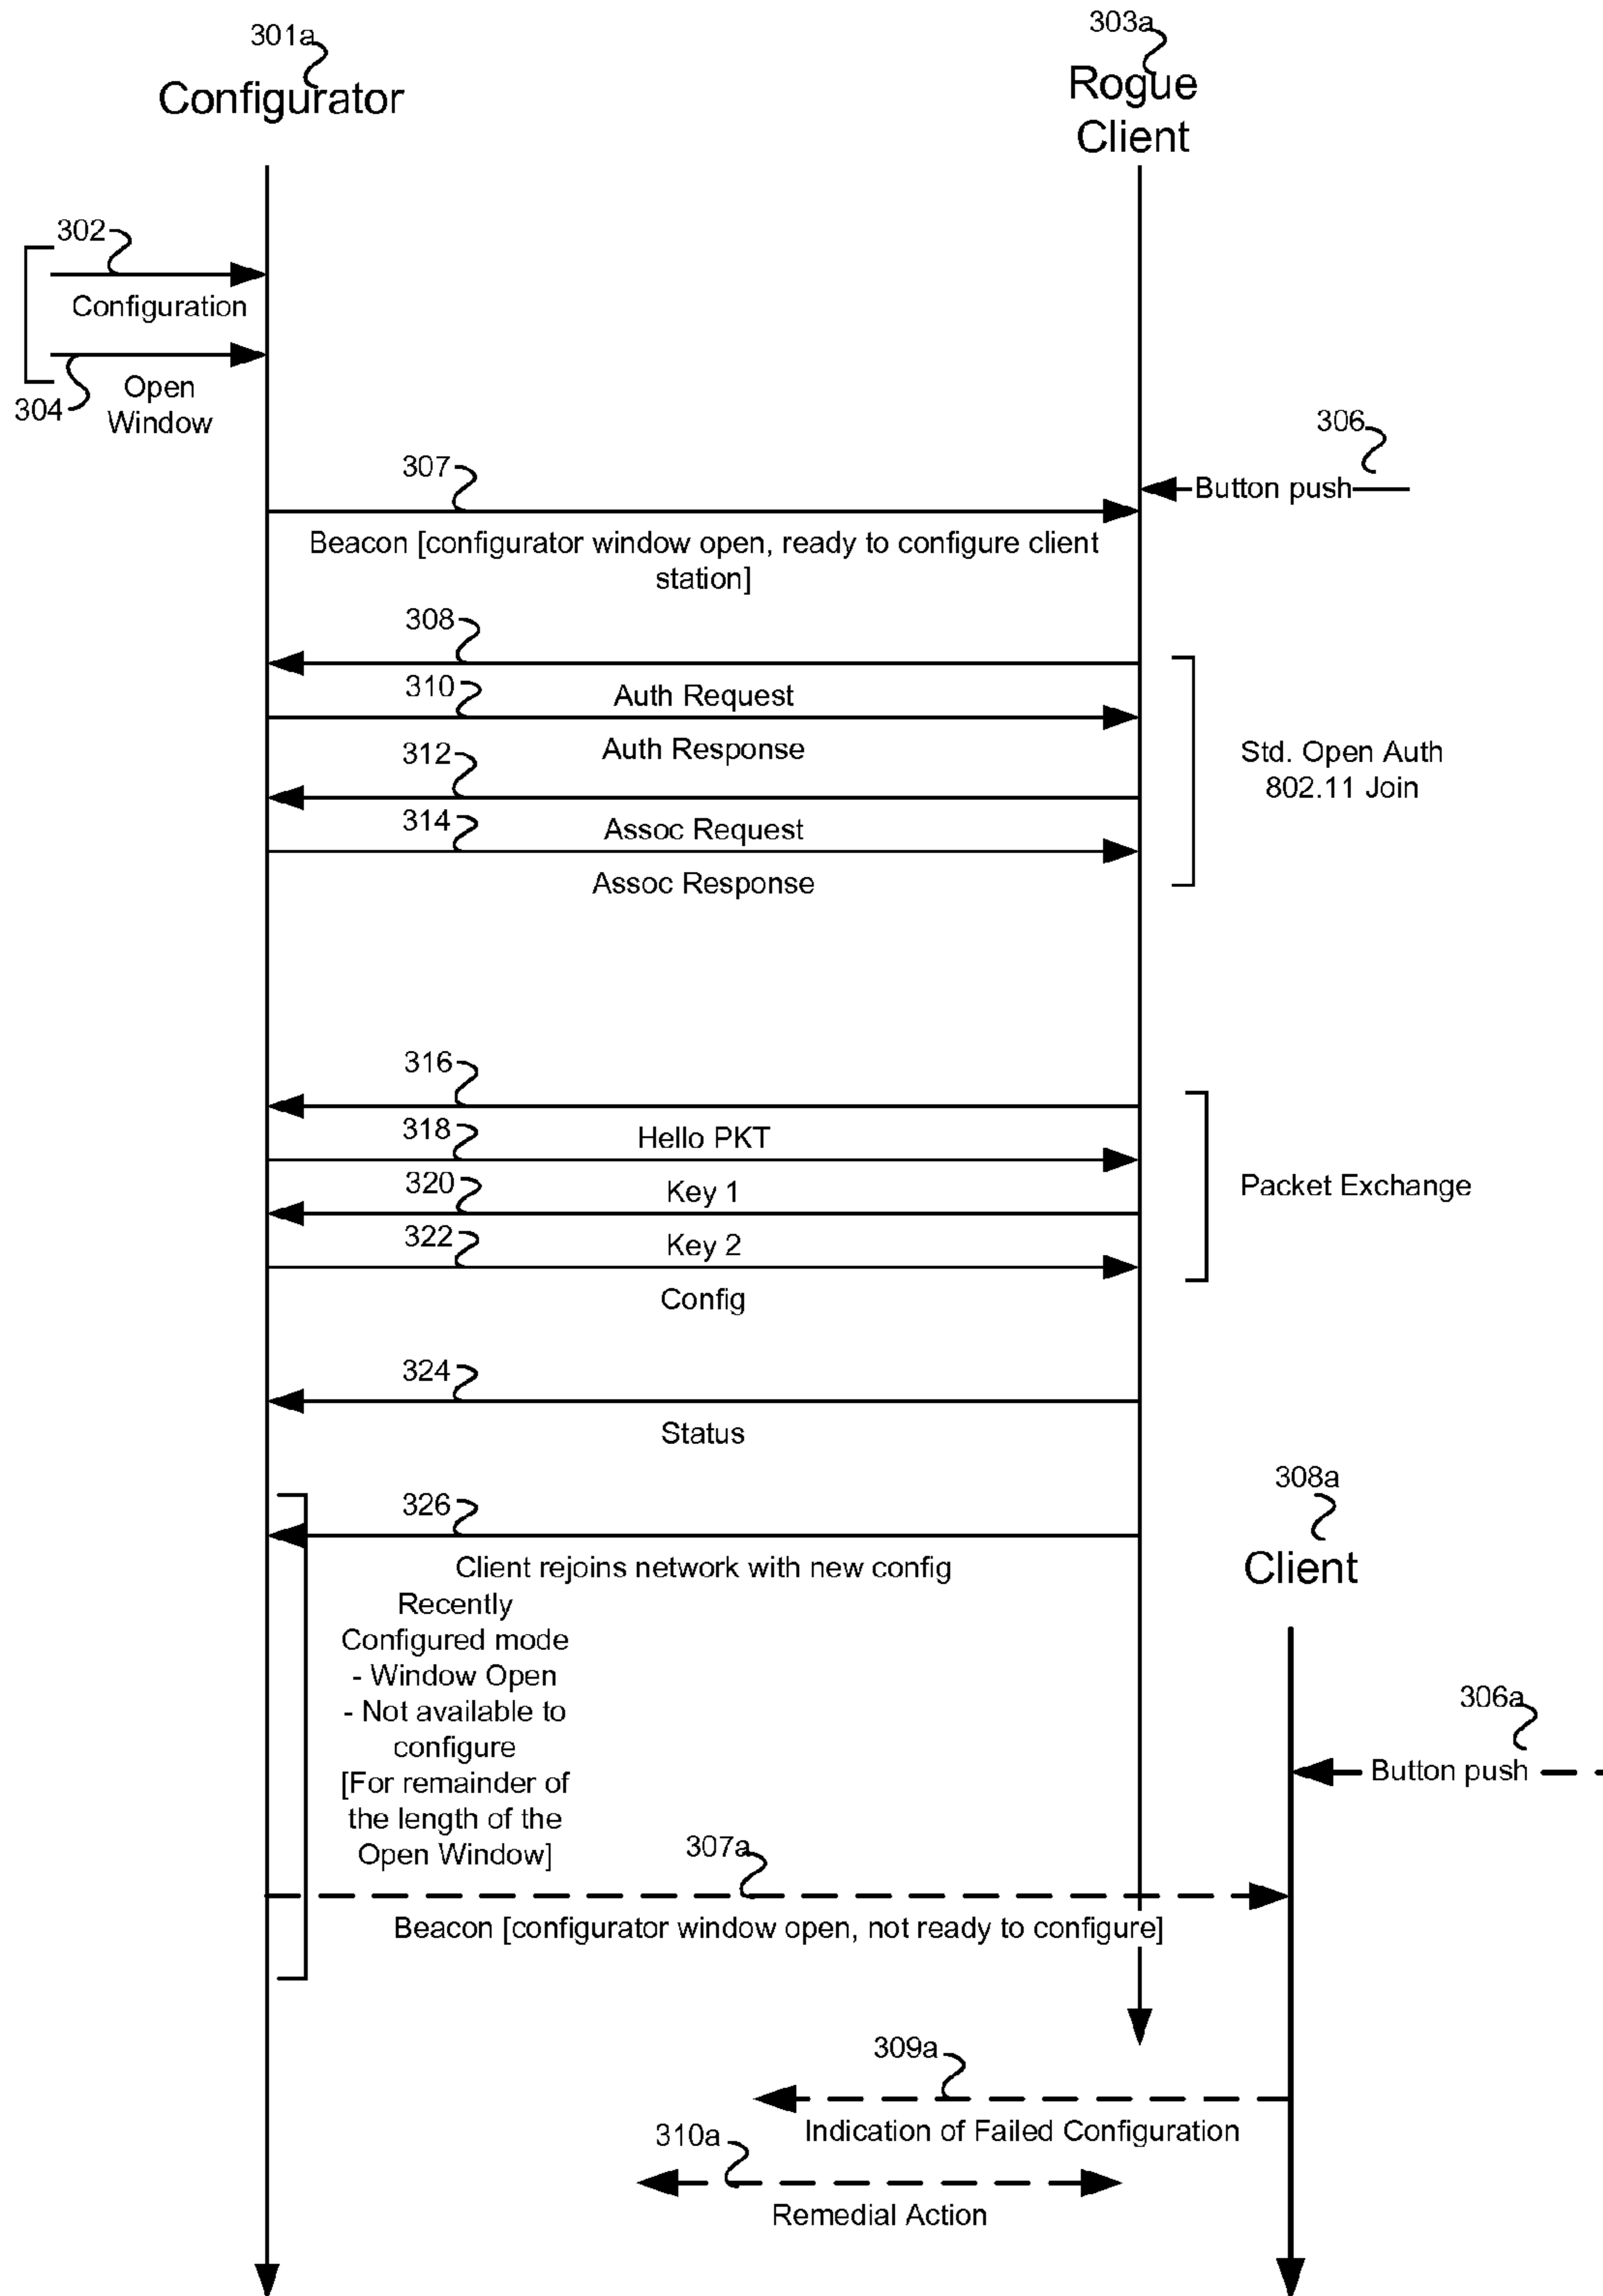 301a
Configurator
303a
Rogue
Client
302
Configuration
304
Open
Window
306
Button push
307
Beacon [configurator window open, ready to configure client
station]
308
Auth Request
310
Auth Response
312
Assoc Request
314
Assoc Response
Std. Open Auth
802.11 Join
316
Hello PKT
318
Key 1
320
Key 2
322
Config
Packet Exchange
324
Status
326
Client rejoins network with new config
Recently
Configured mode
- Window Open
- Not available to
configure
[For remainder of
the length of the
Open Window]
308a
Client
306a
Button push
307a
Beacon [configurator window open, not ready to configure]
309a
Indication of Failed Configuration
310a
Remedial Action